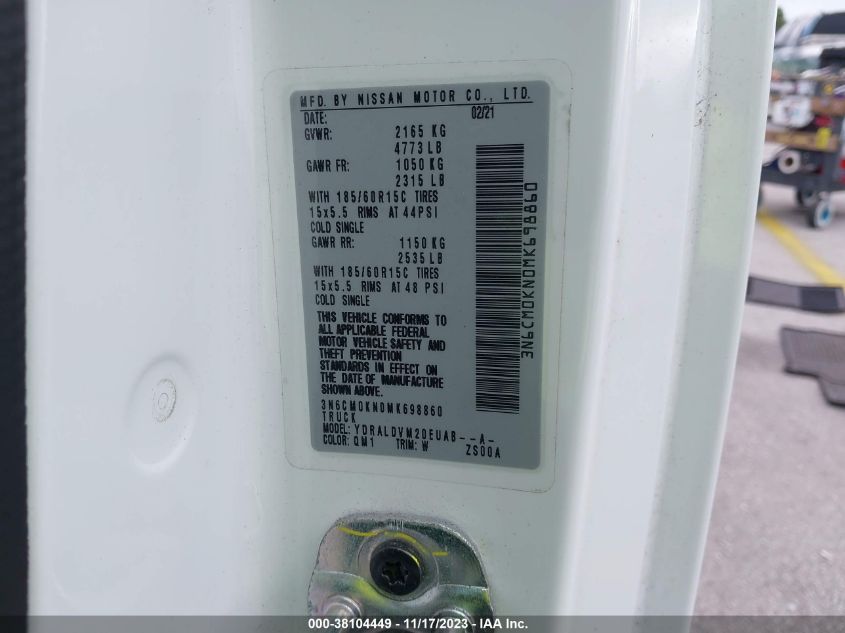 MFD. BY NISSAN MOTOR CO., LTD.
DATE: 02/21
GVWR: 2165 KG
4773 LB
GAWR FR: 1050 KG
2315 LB
WITH 185/60R15C TIRES
15x5.5 RIMS AT 44PSI
COLD SINGLE
GAWR RR: 1150 KG
2535 LB
WITH 185/60R15C TIRES
15x5.5 RIMS AT 48 PSI
COLD SINGLE
THIS VEHICLE CONFORMS TO
ALL APPLICABLE FEDERAL
MOTOR VEHICLE SAFETY AND
THEFT PREVENTION
STANDARDS IN EFFECT ON
THE DATE OF MANUFACTURE
SHOWN ABOVE.
3N6CM0KN0MK698860
TRUCK
MODEL: YDRALDVM20EUAB--A-
COLOR: QM1 TRIM: W ZS00A
3N6CM0KN0MK698860
000-38104449 - 11/17/2023 - IAA Inc.